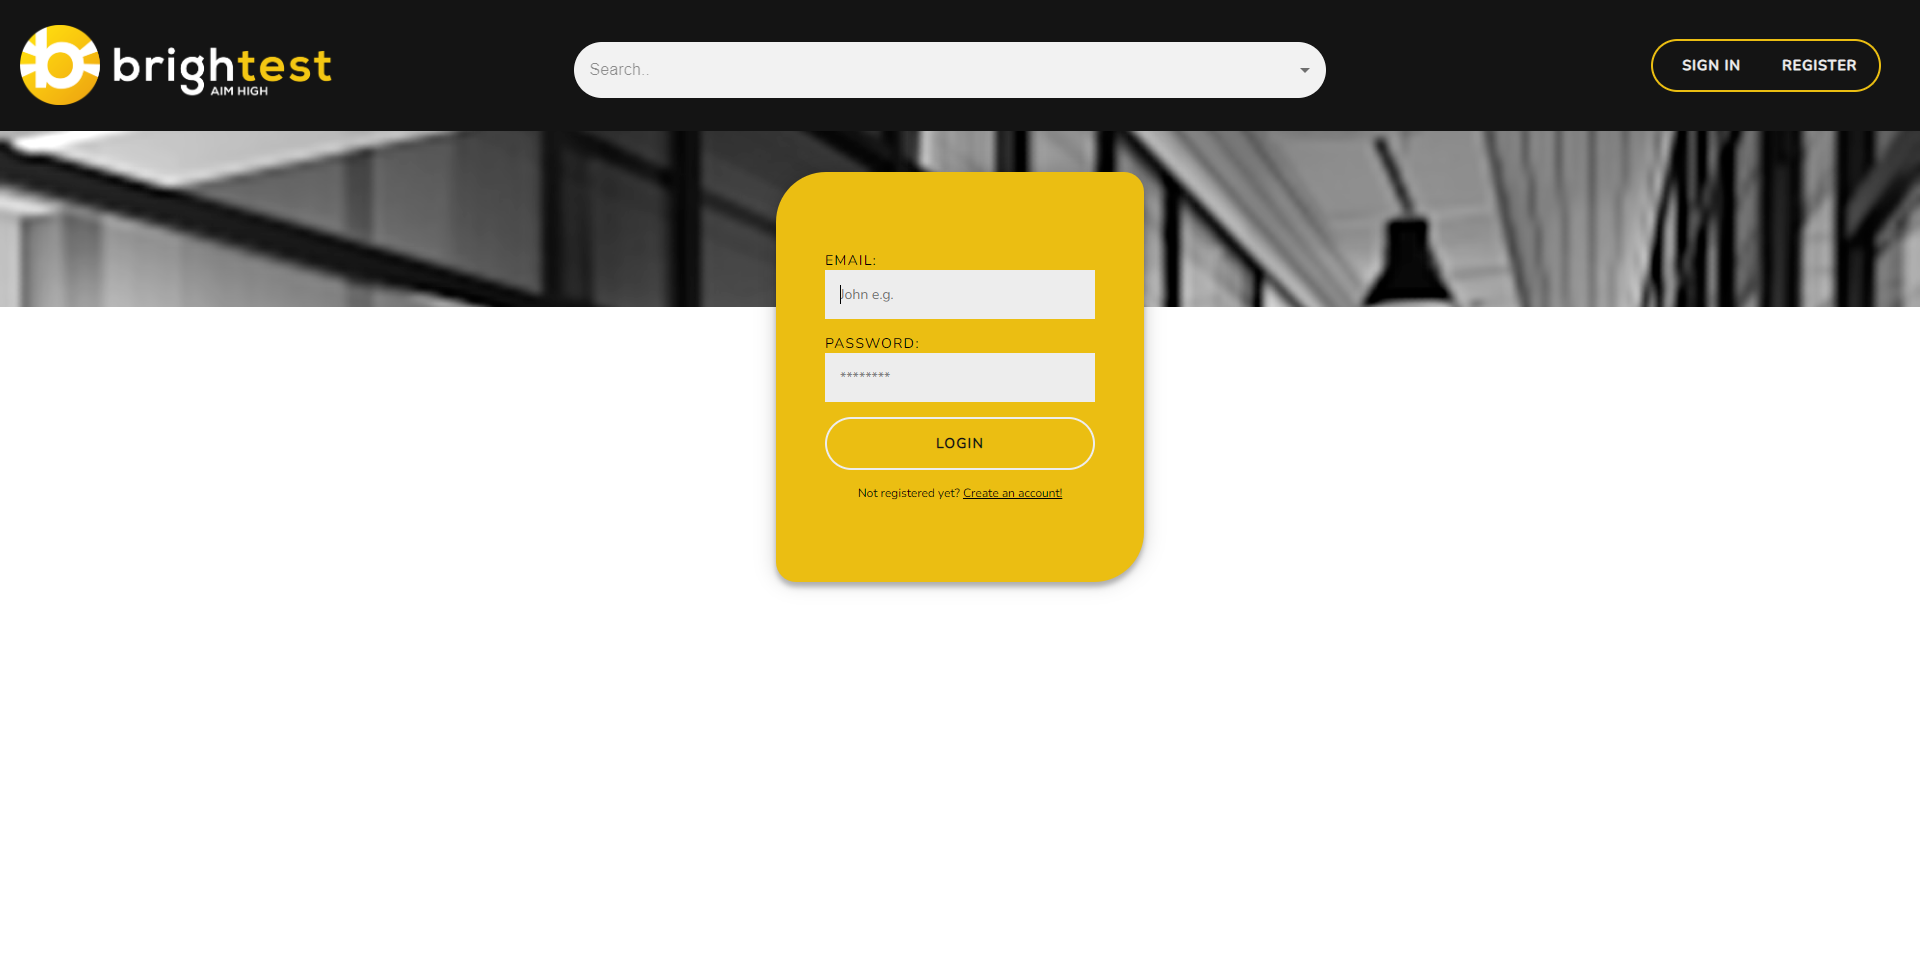 brightest
AIM HIGH
Search..
SIGN IN REGISTER
EMAIL:
John e.g.
PASSWORD:
********
LOGIN
Not registered yet? Create an account!